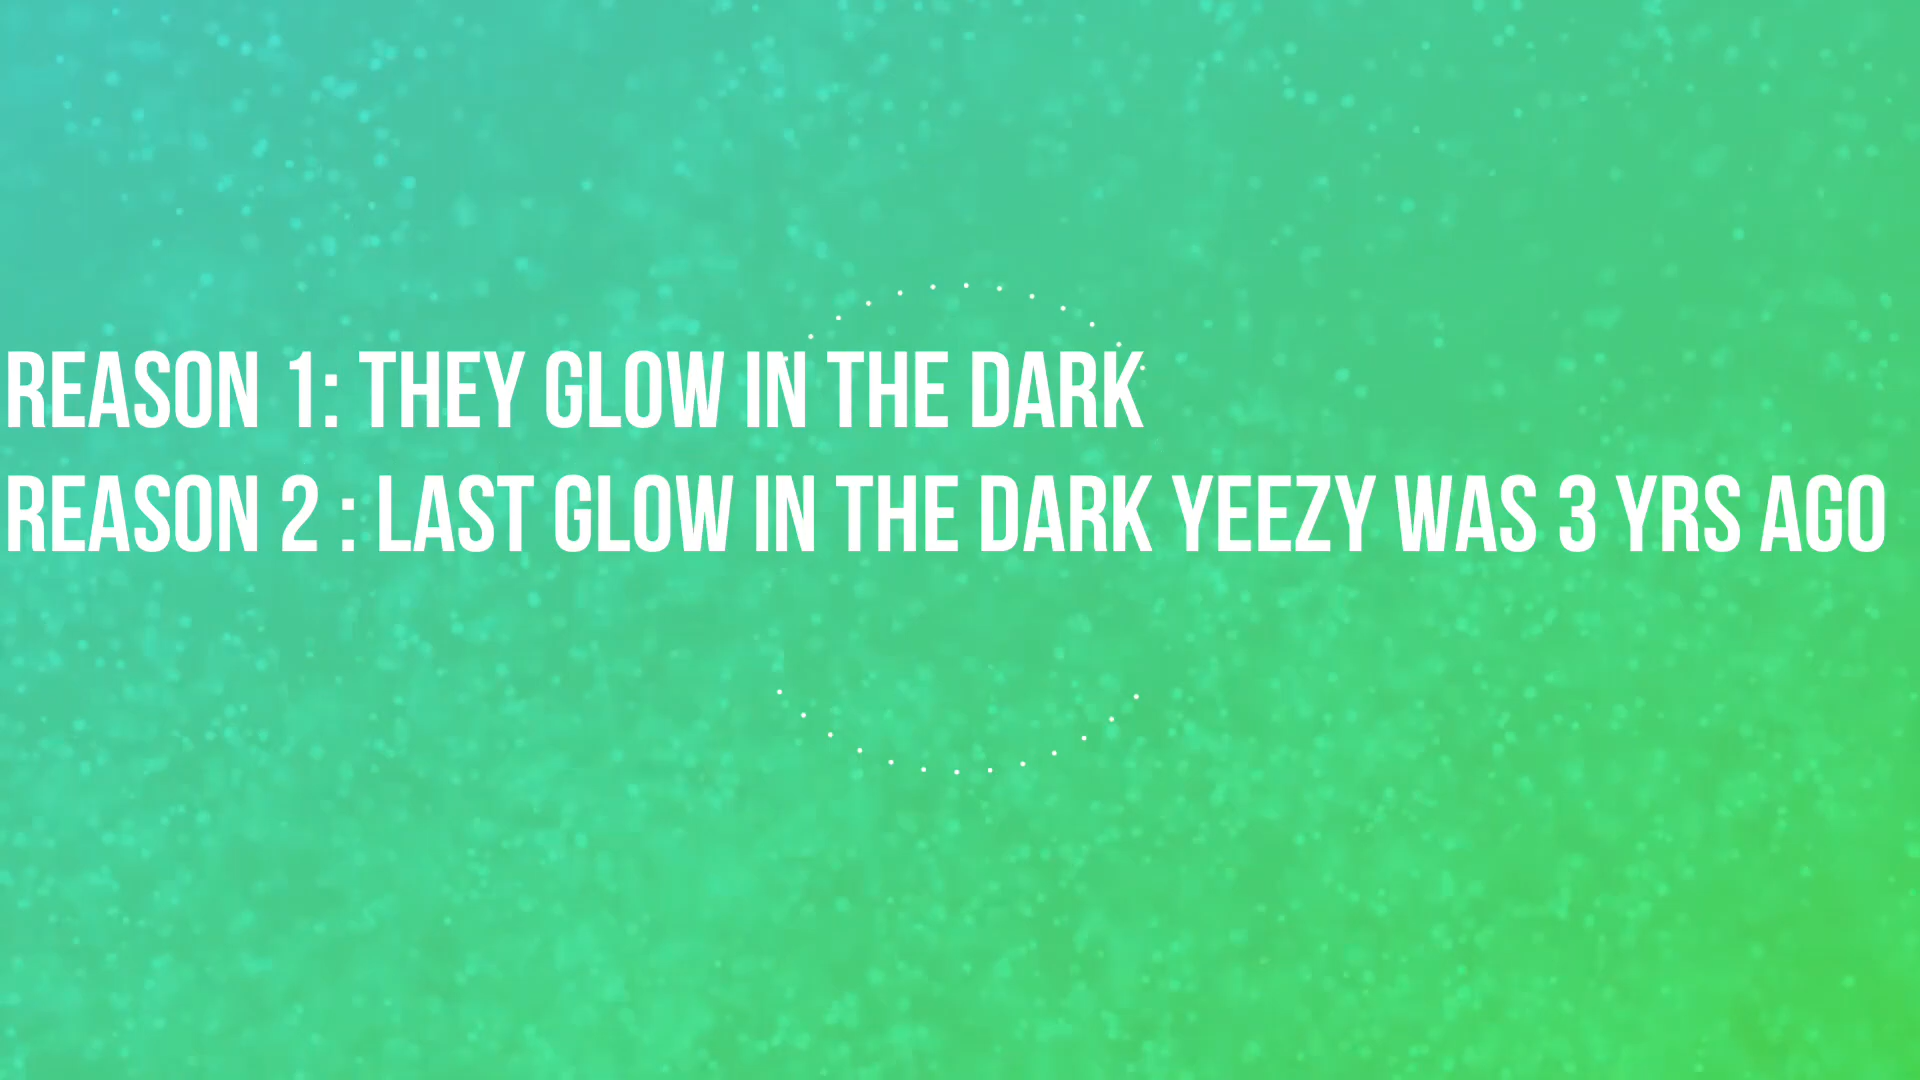 REASON 1: THEY GLOW IN THE DARK
REASON 2 : LAST GLOW IN THE DARK YEEZY WAS 3 YRS AGO